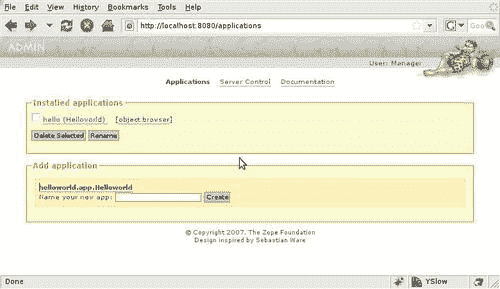 File Edit View History Bookmarks Tools Help
http://localhost:8080/applications
Goo
ADMIN
User: Manager
Applications Server Control Documentation
Installed applications
hello (Helloworld) [object browser]
Delete Selected Rename
Add application
helloworld.app.Helloworld
Name your new app: Create
© Copyright 2007, The Zope Foundation
Design inspired by Sebastian Ware
Done YSlow